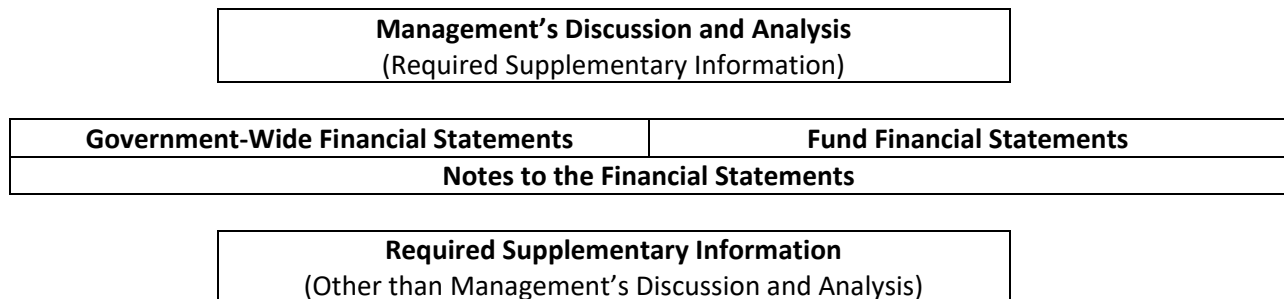 Management’s Discussion and Analysis
(Required Supplementary Information)
Government-Wide Financial Statements
Fund Financial Statements
Notes to the Financial Statements
Required Supplementary Information
(Other than Management’s Discussion and Analysis)